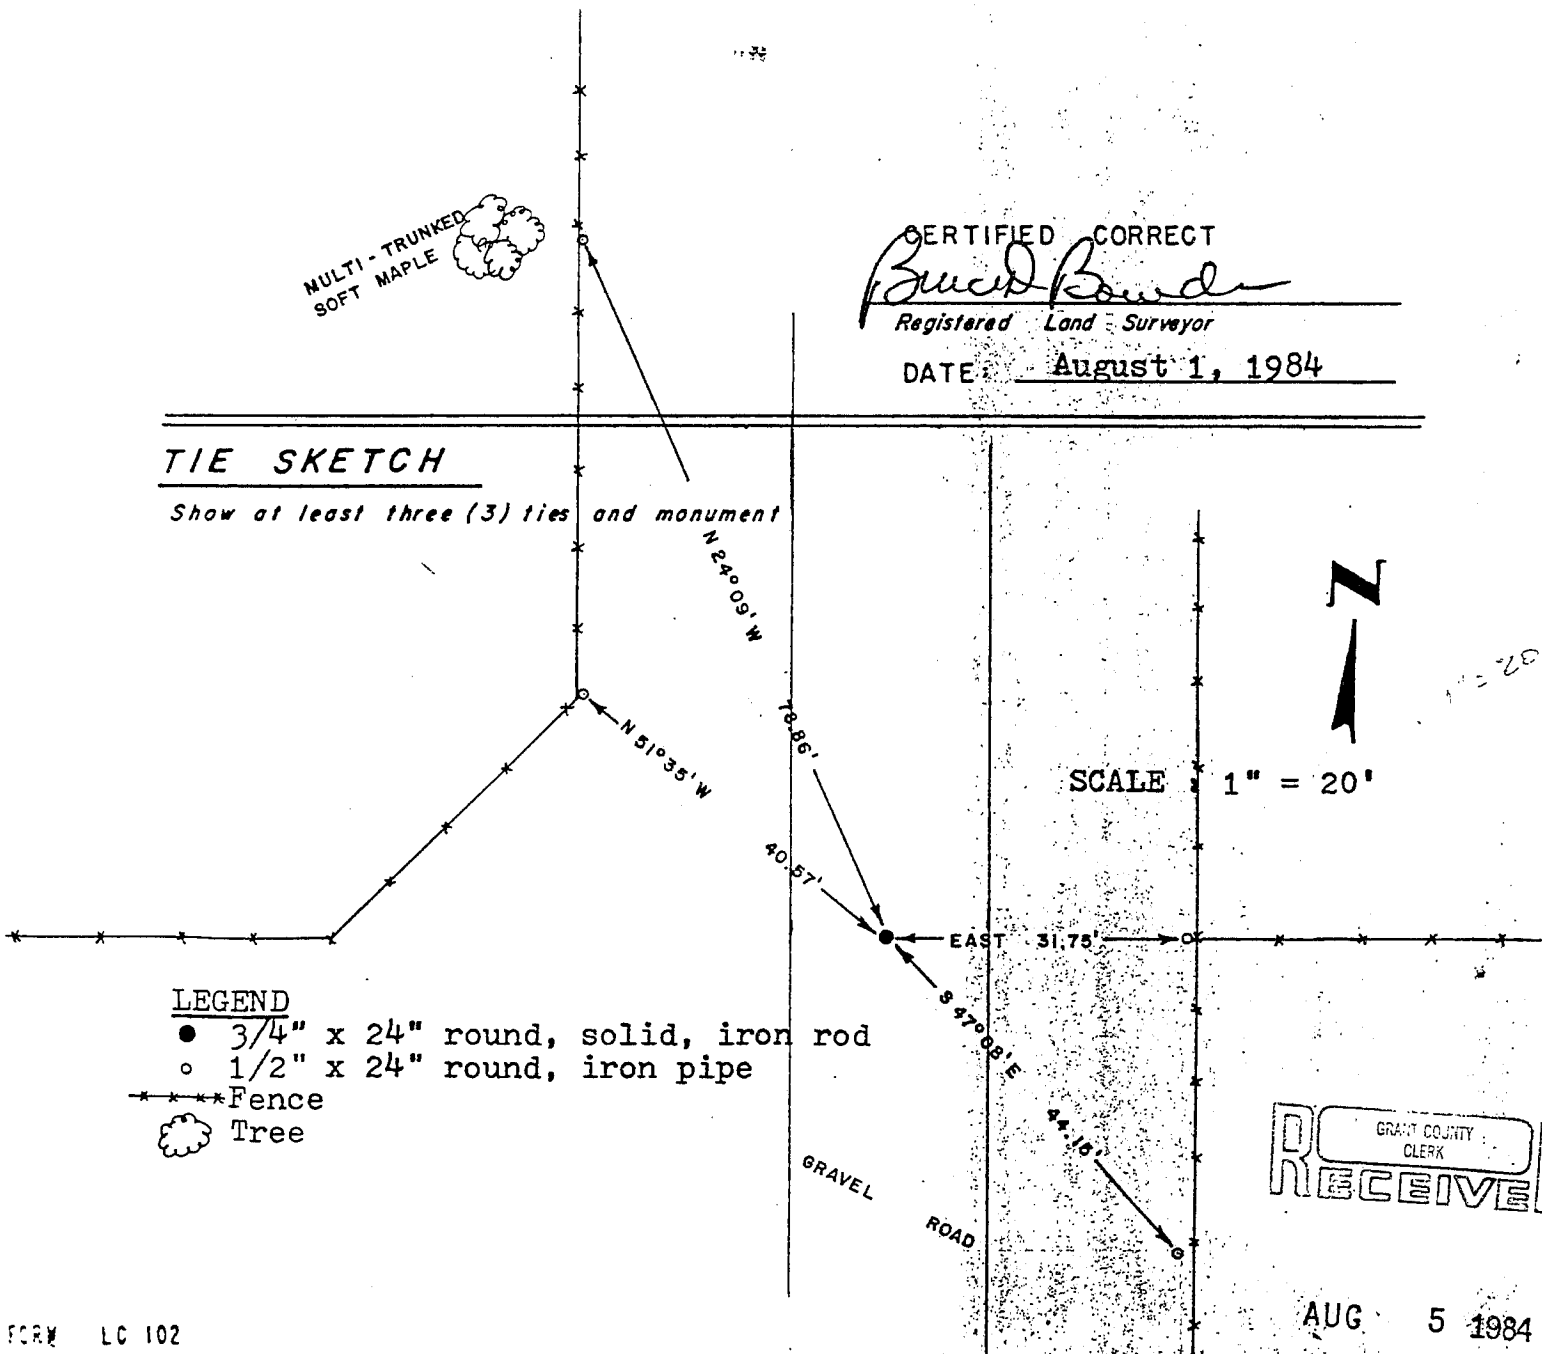 MULTI-TRUNKED
SOFT MAPLE
CERTIFIED CORRECT
Registered Land Surveyor
DATE: August 1, 1984
TIE SKETCH
Show at least three (3) ties and monument
N 24°09' W
78.86'
N
N 51°35' W
40.57'
SCALE : 1" = 20'
EAST 31.75'
S 47°08' E
44.15'
LEGEND
3/4" x 24" round, solid, iron rod
1/2" x 24" round, iron pipe
Fence
Tree
GRAVEL ROAD
GRANT COUNTY
CLERK
RECEIVE
AUG 5 1984
FORM LC 102